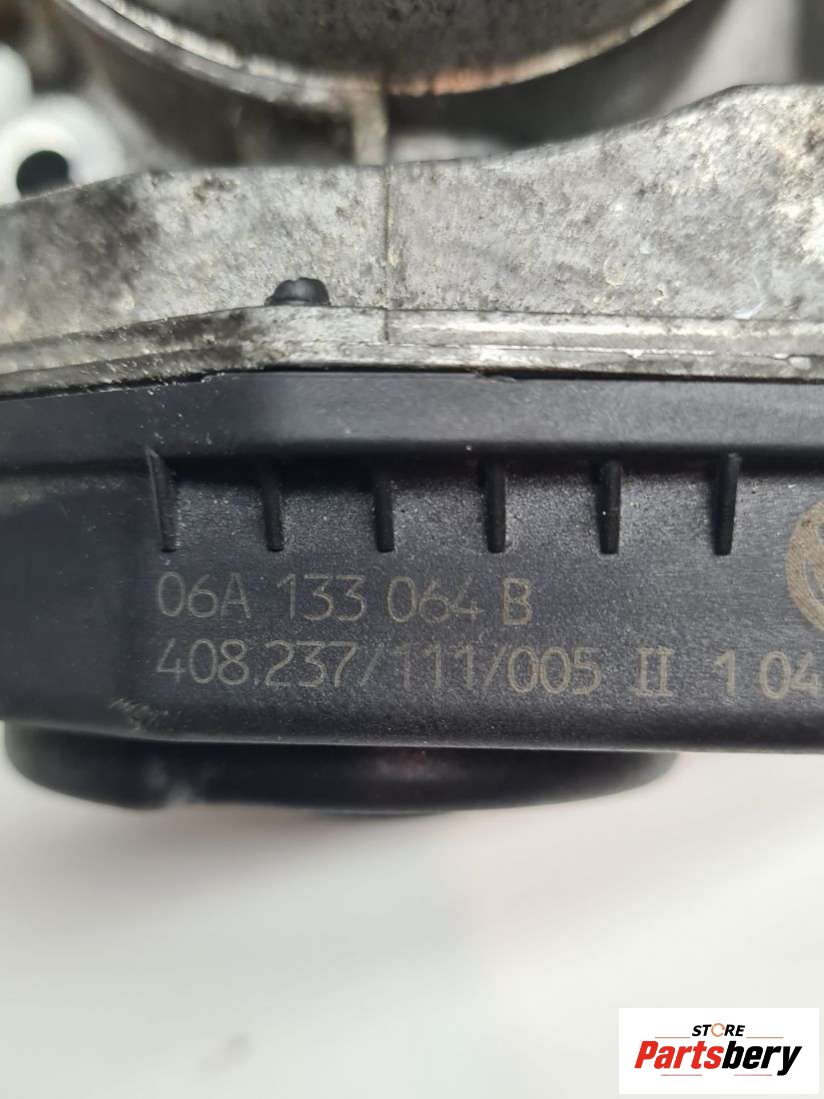 06A 133 064 B
408.237/111/005 II 1 04
STORE
Partsbery